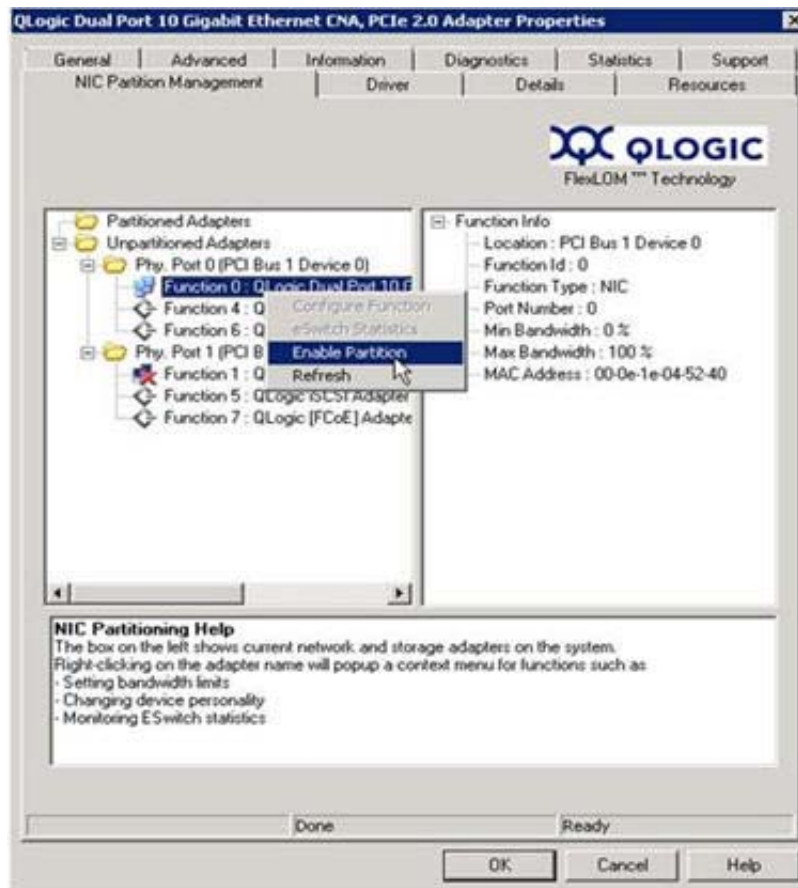 QLogic Dual Port 10 Gigabit Ethernet CNA, PCIe 2.0 Adapter Properties
General Advanced Information Diagnostics Statistics Support
NIC Partition Management Driver Details Resources
QLOGIC
FlexLOM ™ Technology
Partitioned Adapters
Unpartitioned Adapters
Phy. Port 0 (PCI Bus 1 Device 0)
Function 0 : QLogic Dual Port 10
Function 4 : Q
Function 6 : Q
Phy. Port 1 (PCI B
Function 1 : Q
Function 5 : QLogic iSCSI Adapter
Function 7 : QLogic [FCoE] Adapte
Configure Function
eSwitch Statistics
Enable Partition
Refresh
Function Info
Location : PCI Bus 1 Device 0
Function Id : 0
Function Type : NIC
Port Number : 0
Min Bandwidth : 0 %
Max Bandwidth : 100 %
MAC Address : 00-0e-1e-04-52-40
NIC Partitioning Help
The box on the left shows current network and storage adapters on the system.
Right-clicking on the adapter name will popup a context menu for functions such as
- Setting bandwidth limits
- Changing device personality
- Monitoring ESwitch statistics
Done Ready
OK Cancel Help